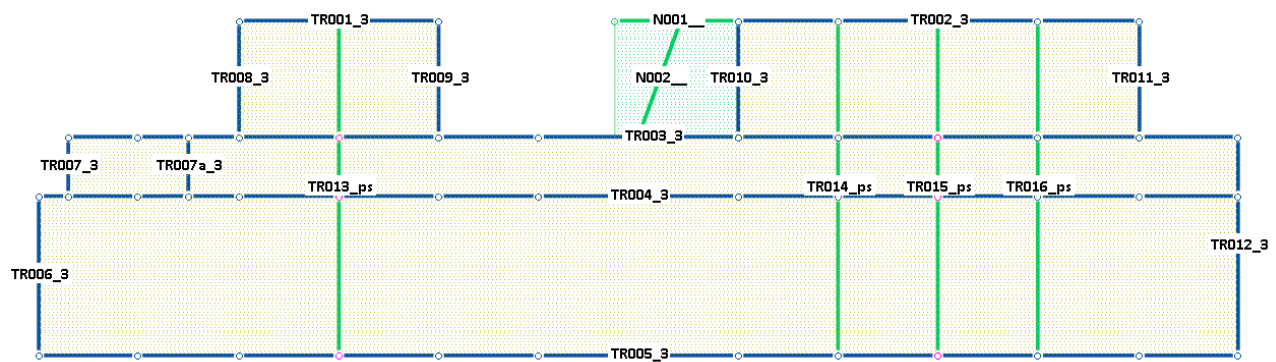 TR001_3
N001__
TR002_3
TR008_3
TR009_3
N002__
TR010_3
TR011_3
TR003_3
TR007_3
TR007a_3
TR013_ps
TR004_3
TR014_ps
TR015_ps
TR016_ps
TR006_3
TR012_3
TR005_3